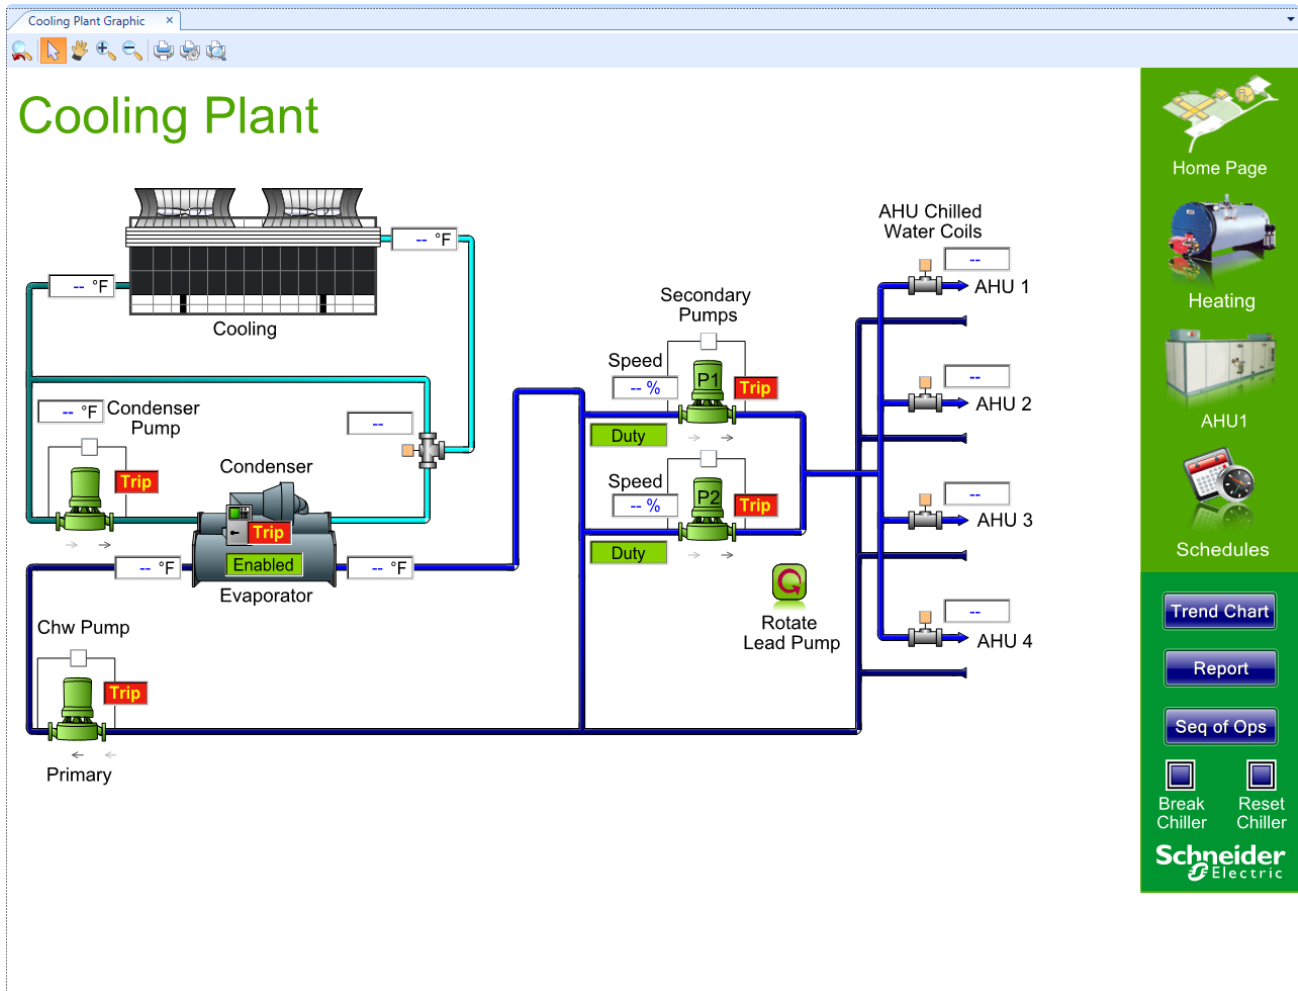 Cooling Plant Graphic ×
Cooling Plant
Home Page
AHU Chilled
Water Coils
--
-- °F
AHU 1
-- °F
Heating
Secondary
Pumps
Cooling
Speed
-- %
P1
Trip
--
AHU 2
-- °F
Condenser
Pump
--
AHU1
Duty
Condenser
Trip
Speed
-- %
P2
Trip
--
AHU 3
Trip
Duty
Schedules
-- °F
Enabled
-- °F
Evaporator
Rotate
Lead Pump
--
AHU 4
Trend Chart
Chw Pump
Report
Trip
Seq of Ops
Primary
Break
Chiller
Reset
Chiller
Schneider
Electric